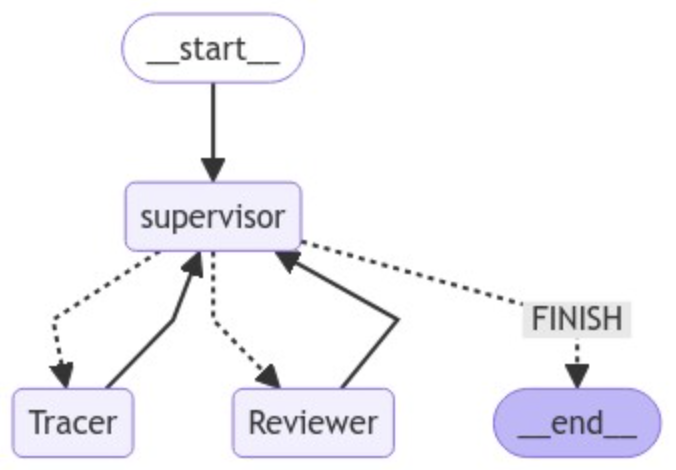 __start__
supervisor
FINISH
Tracer
Reviewer
__end__